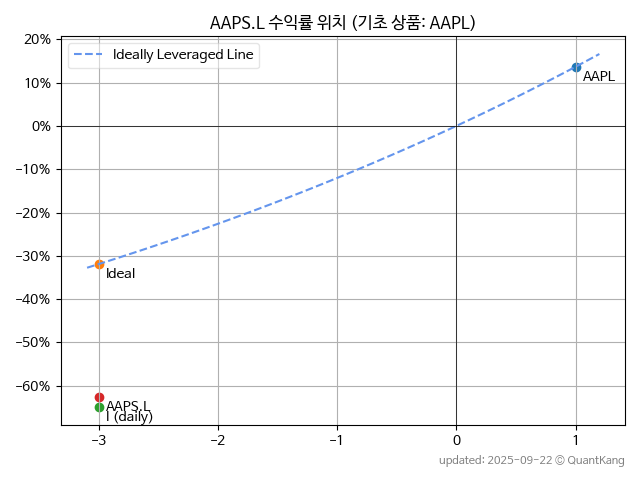 AAPS.L 수익률 위치 (기초 상품: AAPL)
20%
Ideally Leveraged Line
10%
AAPL
0%
−10%
−20%
−30%
Ideal
−40%
−50%
−60%
AAPS.L
l (daily)
−3
−2
−1
0
1
updated: 2025-09-22 © QuantKang